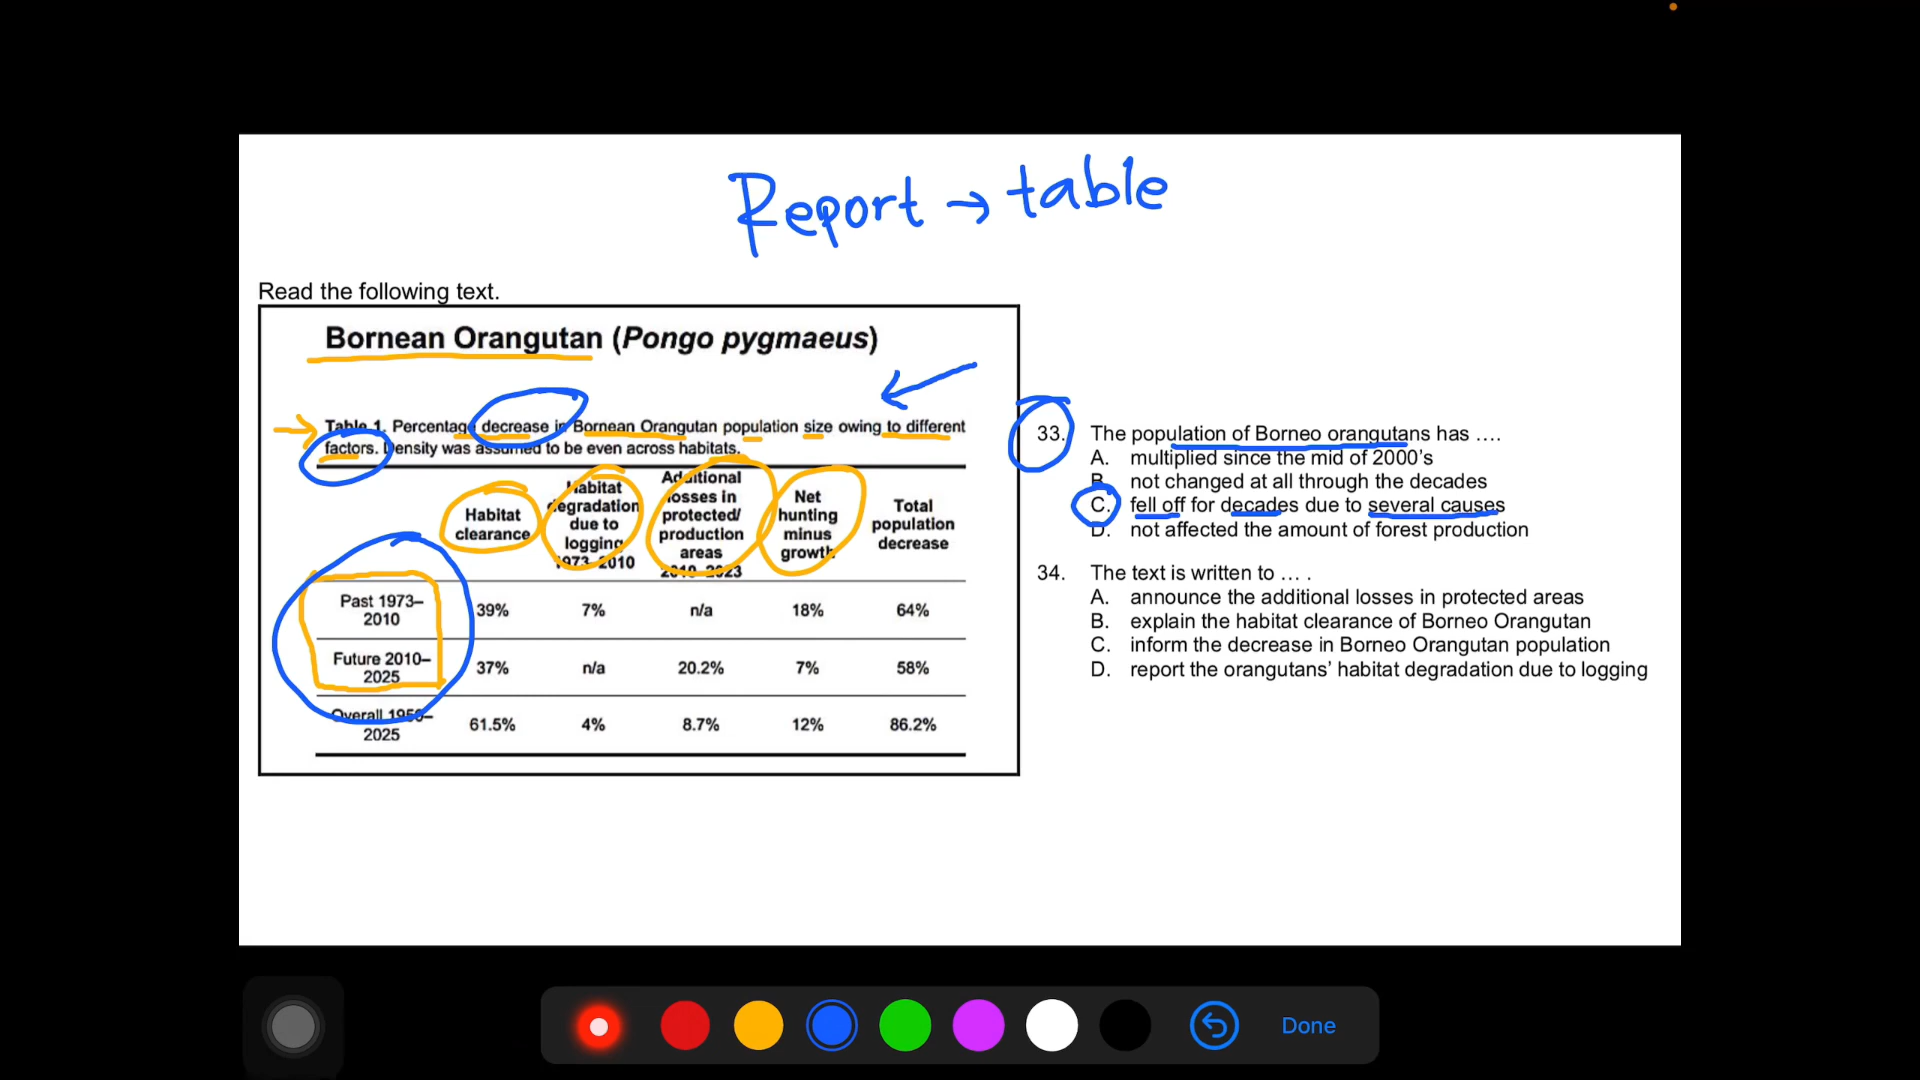 Report → table
Read the following text.
Bornean Orangutan (Pongo pygmaeus)
Table 1. Percentage decrease in Bornean Orangutan population size owing to different
factors. Density was assumed to be even across habitats.
Habitat clearance
Habitat degradation due to logging 1973–2010
Additional losses in protected/ production areas 2010–2023
Net hunting minus growth
Total population decrease
Past 1973–2010 39% 7% n/a 18% 64%
Future 2010–2025 37% n/a 20.2% 7% 58%
Overall 1950–2025 61.5% 4% 8.7% 12% 86.2%
33. The population of Borneo orangutans has ....
A. multiplied since the mid of 2000's
B. not changed at all through the decades
C. fell off for decades due to several causes
D. not affected the amount of forest production
34. The text is written to ... .
A. announce the additional losses in protected areas
B. explain the habitat clearance of Borneo Orangutan
C. inform the decrease in Borneo Orangutan population
D. report the orangutans' habitat degradation due to logging
Done